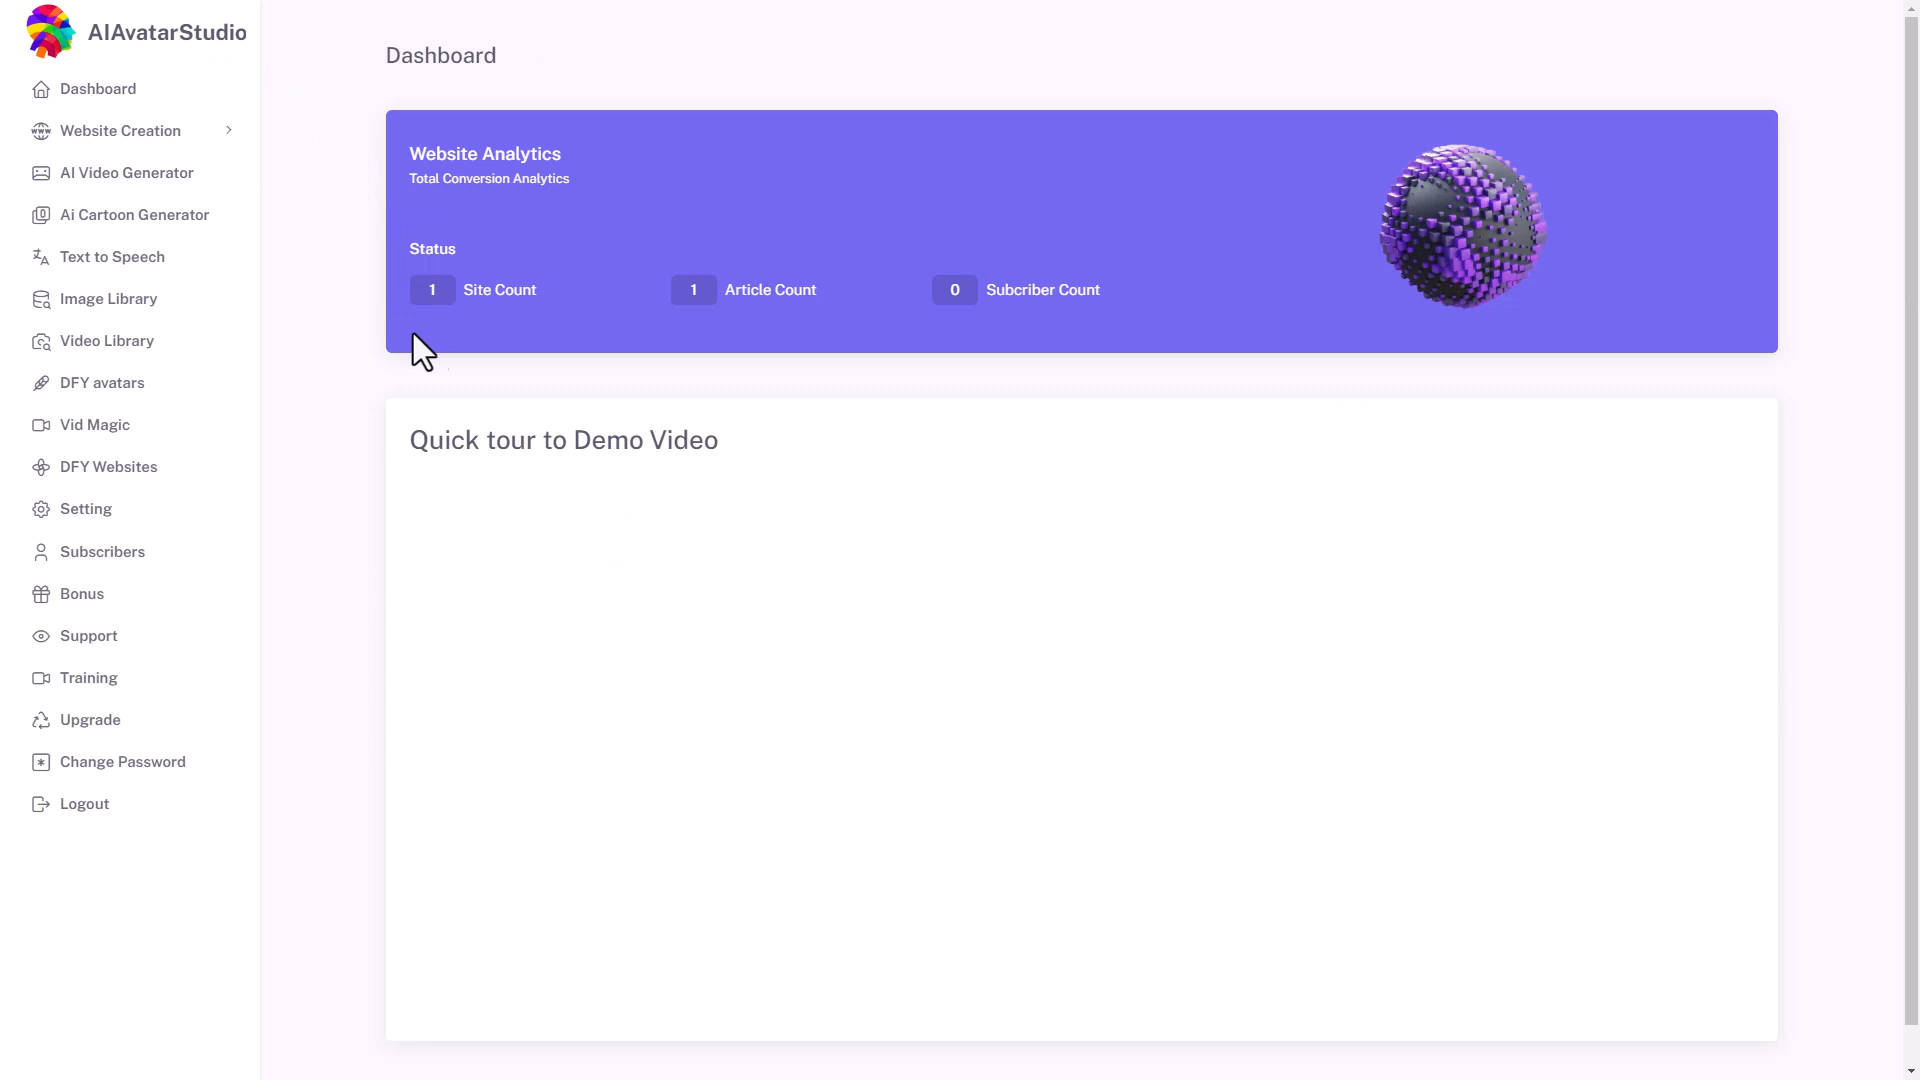 AIAvatarStudio
Dashboard
Website Creation
AI Video Generator
Ai Cartoon Generator
Text to Speech
Image Library
Video Library
DFY avatars
Vid Magic
DFY Websites
Setting
Subscribers
Bonus
Support
Training
Upgrade
Change Password
Logout
Dashboard
Website Analytics
Total Conversion Analytics
Status
1 Site Count
1 Article Count
0 Subcriber Count
Quick tour to Demo Video